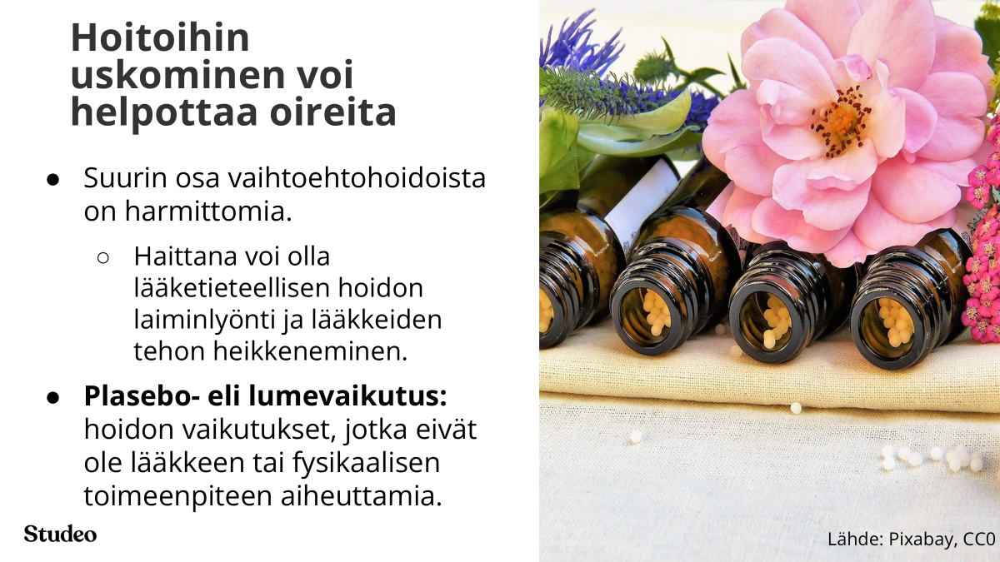 Hoitoihin
uskominen voi
helpottaa oireita
● Suurin osa vaihtoehtohoidoista
on harmittomia.
○ Haittana voi olla
lääketieteellisen hoidon
laiminlyönti ja lääkkeiden
tehon heikkeneminen.
● Plasebo- eli lumevaikutus:
hoidon vaikutukset, jotka eivät
ole lääkkeen tai fysikaalisen
toimeenpiteen aiheuttamia.
Studeo
Lähde: Pixabay, CC0